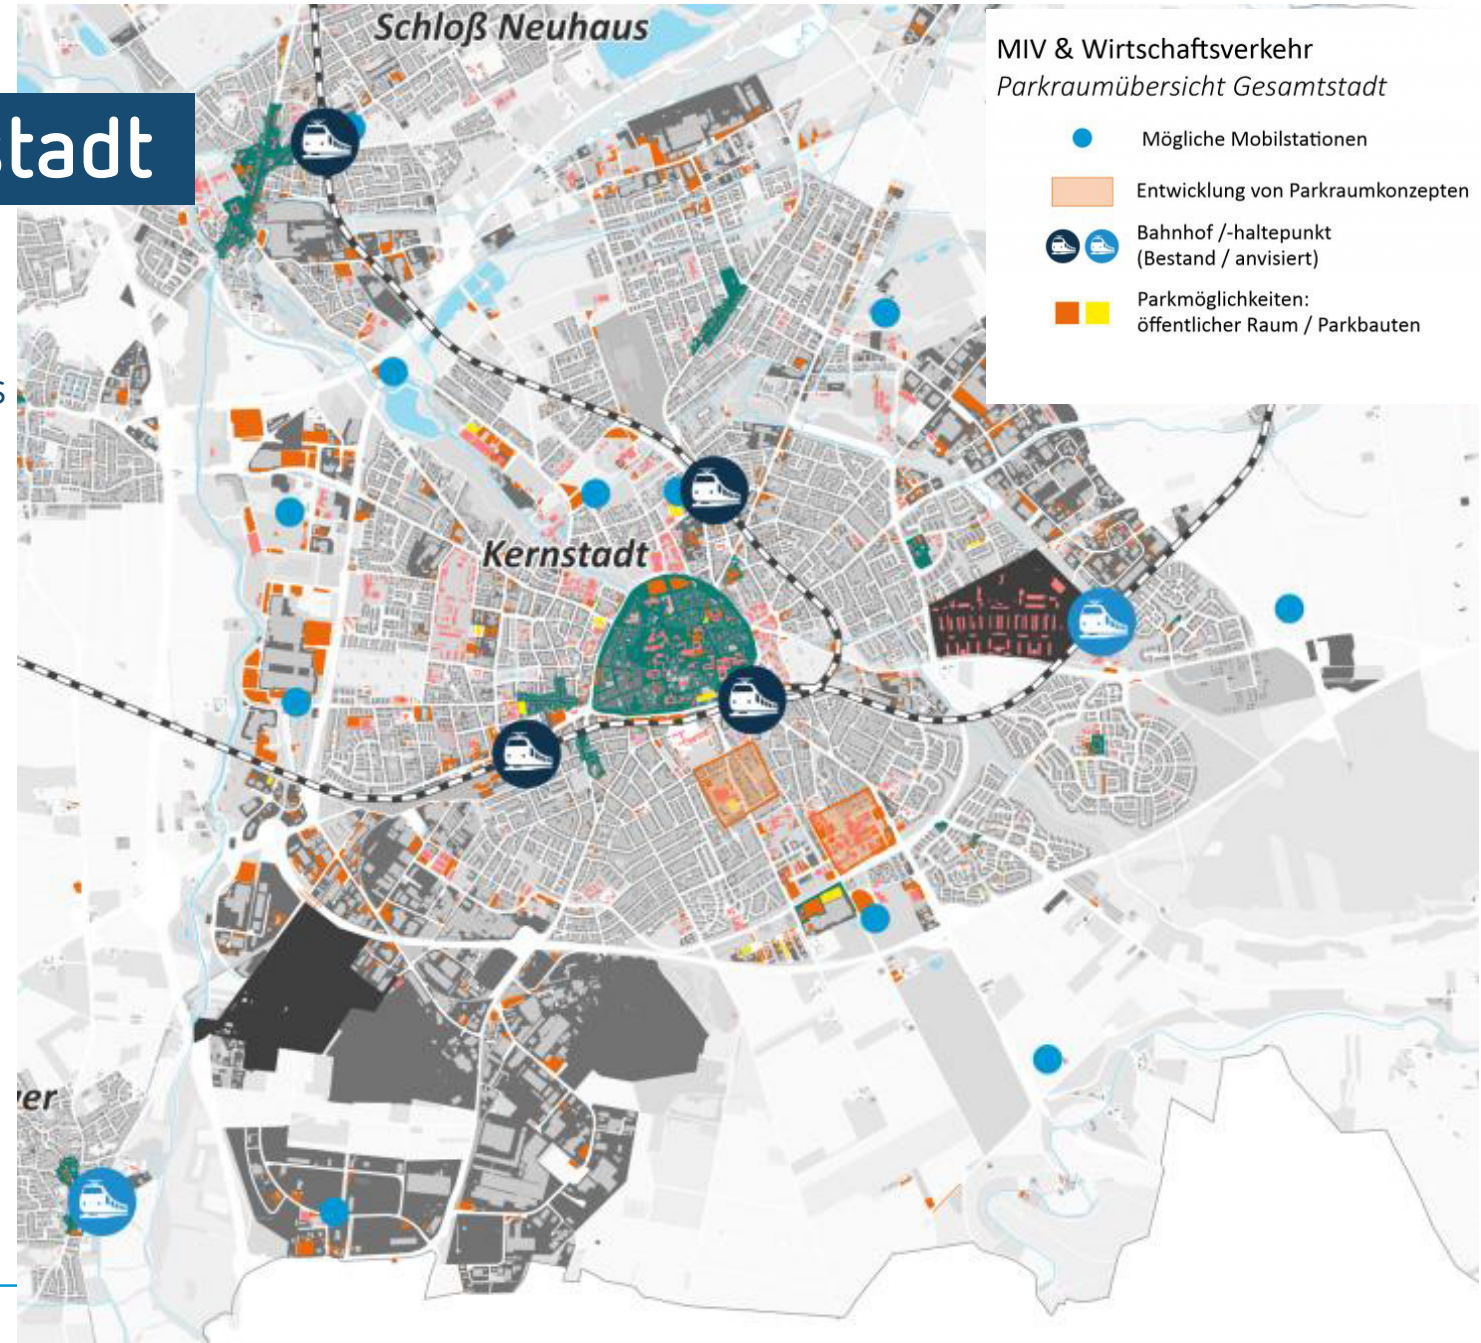 Schloß Neuhaus
MIV & Wirtschaftsverkehr
Parkraumübersicht Gesamtstadt
Mögliche Mobilstationen
Entwicklung von Parkraumkonzepten
Bahnhof /-haltepunkt
(Bestand / anvisiert)
Parkmöglichkeiten:
öffentlicher Raum / Parkbauten
stadt
s
Kernstadt
er